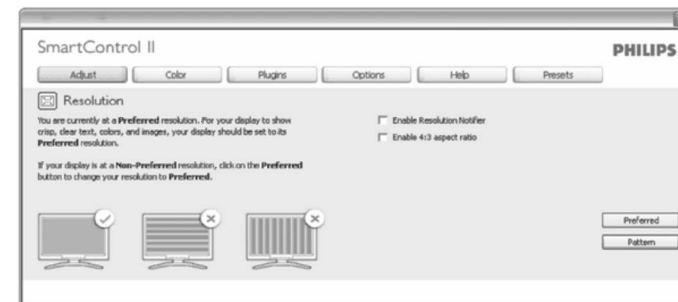 SmartControl II
PHILIPS
Adjust Color Plugins Options Help Presets
Resolution
You are currently at a Preferred resolution. For your display to show
crisp, clear text, colors, and images, your display should be set to its
Preferred resolution.
If your display is at a Non-Preferred resolution, click on the Preferred
button to change your resolution to Preferred.
Enable Resolution Notifier
Enable 4:3 aspect ratio
Preferred
Pattern